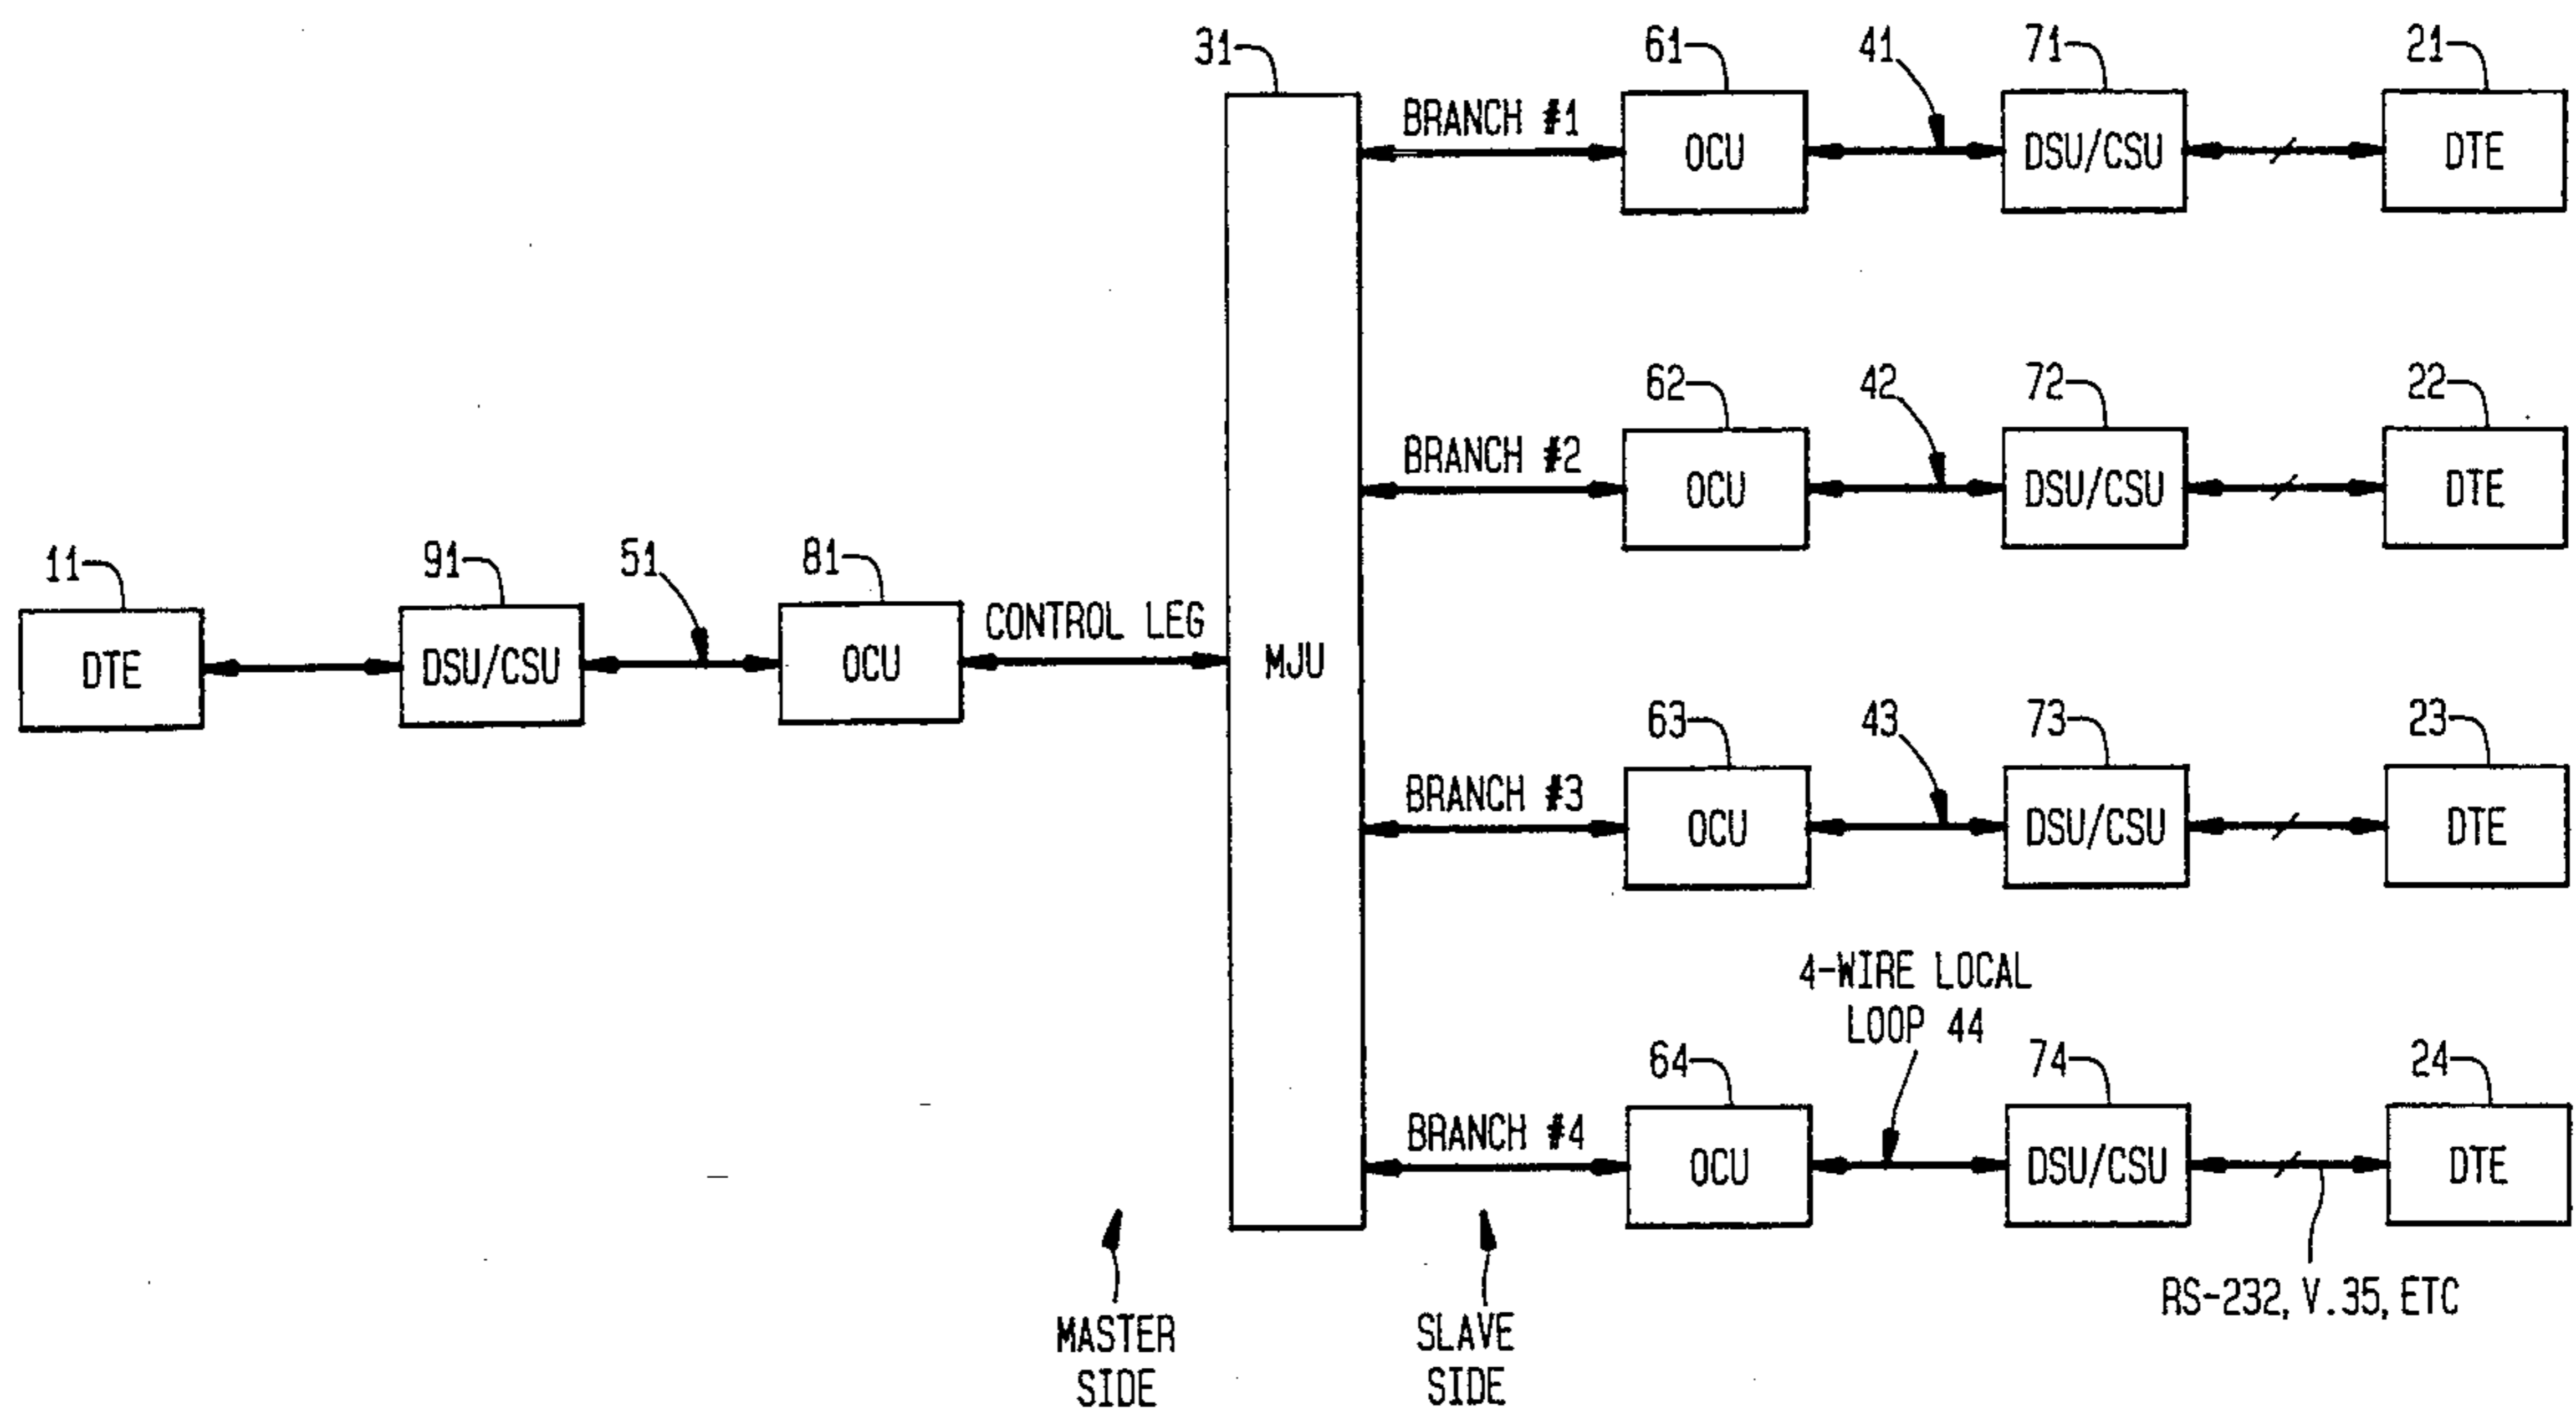 31
61
41
71
21
BRANCH #1
OCU
DSU/CSU
DTE
62
42
72
22
BRANCH #2
OCU
DSU/CSU
DTE
11
91
51
81
CONTROL LEG
DTE
DSU/CSU
OCU
MJU
63
43
73
23
BRANCH #3
OCU
DSU/CSU
DTE
4-WIRE LOCAL
LOOP 44
64
74
24
BRANCH #4
OCU
DSU/CSU
DTE
RS-232, V.35, ETC
MASTER
SIDE
SLAVE
SIDE